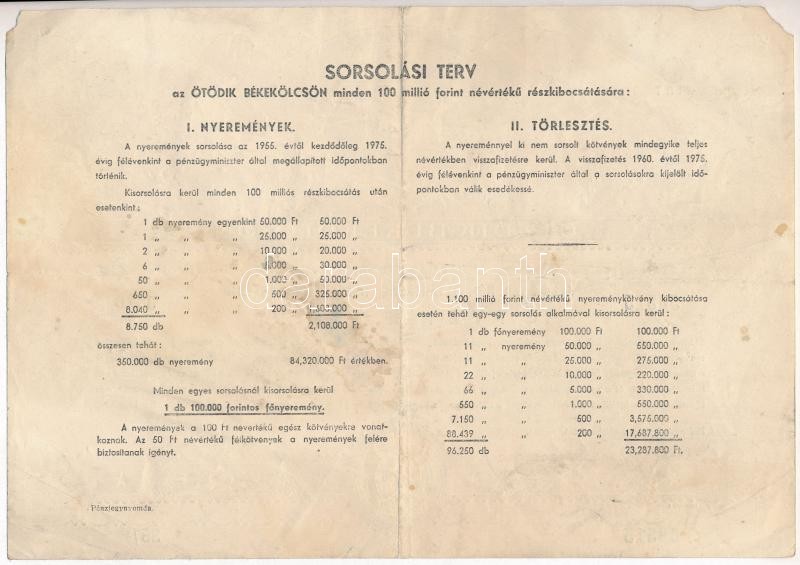 SORSOLÁSI TERV
az ÖTÖDIK BÉKEKÖLCSÖN minden 100 millió forint névértékű részkibocsátására:
I. NYEREMÉNYEK.
A nyeremények sorsolása az 1955. évtől kezdődőleg 1975.
évig félévenkint a pénzügyminiszter által megállapított időpontokban
történik.
Kisorsolásra kerül minden 100 milliós részkibocsátás után
esetenkint:
1 db nyeremény egyenkint 50.000 Ft 50.000 Ft
1 „ „ „ 25.000 „ 25.000 „
2 „ „ „ 10.000 „ 20.000 „
6 „ „ „ 5.000 „ 30.000 „
50 „ „ „ 1.000 „ 50.000 „
650 „ „ „ 500 „ 325.000 „
8.040 „ „ „ 200 „ 1,608.000 „
8.750 db 2,108.000 Ft
összesen tehát:
350.000 db nyeremény 84,320.000 Ft értékben.
Minden egyes sorsolásnál kisorsolásra kerül
1 db 100.000 forintos főnyeremény.
A nyeremények a 100 Ft névértékű egész kötvényekre vonat-
koznak. Az 50 Ft névértékű félkötvények a nyeremények felére
biztosítanak igényt.
Pénzjegynyomda.
II. TÖRLESZTÉS.
A nyereménnyel ki nem sorsolt kötvények mindegyike teljes
névértékben visszafizetésre kerül. A visszafizetés 1960. évtől 1975.
évig félévenkint a pénzügyminiszter által a sorsolásokra kijelölt idő-
pontokban válik esedékessé.
1.100 millió forint névértékű nyereménykötvény kibocsátása
esetén tehát egy-egy sorsolás alkalmával kisorsolásra kerül:
1 db főnyeremény 100.000 Ft 100.000 Ft
11 „ nyeremény 50.000 „ 550.000 „
11 „ „ 25.000 „ 275.000 „
22 „ „ 10.000 „ 220.000 „
66 „ „ 5.000 „ 330.000 „
550 „ „ 1.000 „ 550.000 „
7.150 „ „ 500 „ 3,575.000 „
88.439 „ „ 200 „ 17,687.800 „
96.250 db 23,287.800 Ft.
darabanth